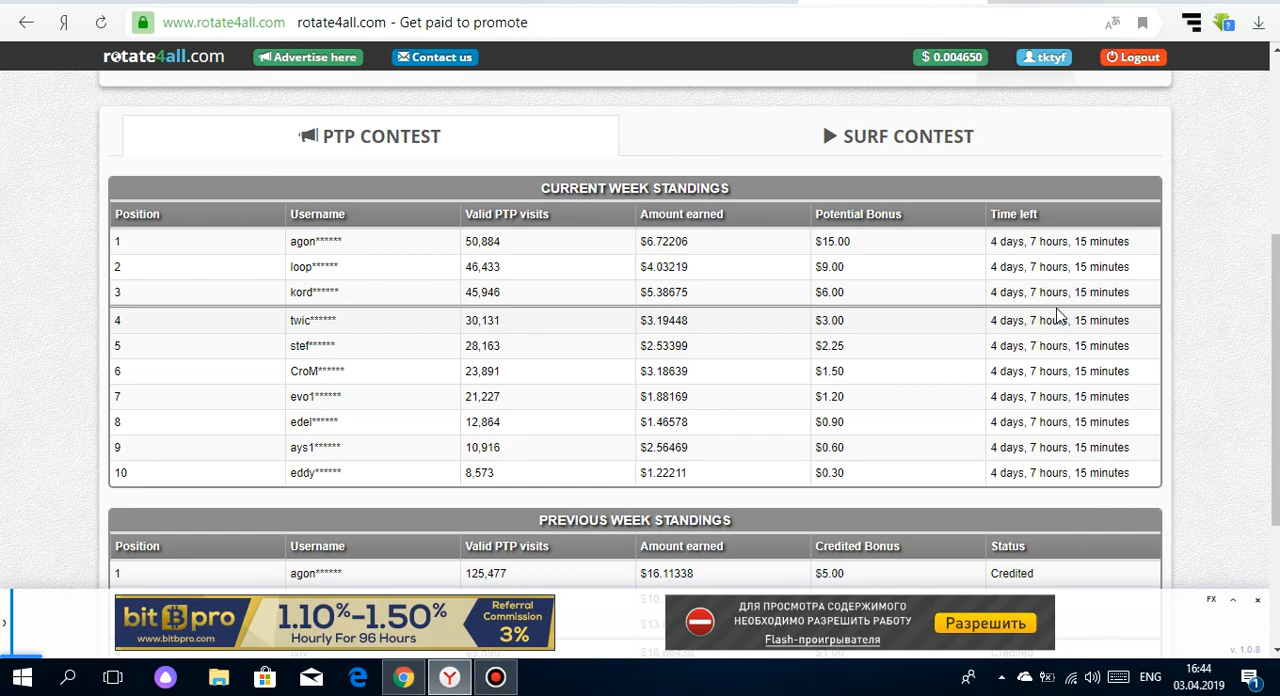 www.rotate4all.com rotate4all.com - Get paid to promote
rotate4all.com Advertise here Contact us $ 0.004650 tktyf Logout
PTP CONTEST SURF CONTEST
CURRENT WEEK STANDINGS
Position Username Valid PTP visits Amount earned Potential Bonus Time left
1 agon****** 50,884 $6.72206 $15.00 4 days, 7 hours, 15 minutes
2 loop****** 46,433 $4.03219 $9.00 4 days, 7 hours, 15 minutes
3 kord****** 45,946 $5.38675 $6.00 4 days, 7 hours, 15 minutes
4 twic****** 30,131 $3.19448 $3.00 4 days, 7 hours, 15 minutes
5 stef****** 28,163 $2.53399 $2.25 4 days, 7 hours, 15 minutes
6 CroM****** 23,891 $3.18639 $1.50 4 days, 7 hours, 15 minutes
7 evo1****** 21,227 $1.88169 $1.20 4 days, 7 hours, 15 minutes
8 edel****** 12,864 $1.46578 $0.90 4 days, 7 hours, 15 minutes
9 ays1****** 10,916 $2.56469 $0.60 4 days, 7 hours, 15 minutes
10 eddy****** 8,573 $1.22211 $0.30 4 days, 7 hours, 15 minutes
PREVIOUS WEEK STANDINGS
Position Username Valid PTP visits Amount earned Credited Bonus Status
1 agon****** 125,477 $16.11338 $5.00 Credited
bit pro
www.bitbpro.com
1.10%-1.50%
Hourly For 96 Hours
Referral
Commission
3%
ДЛЯ ПРОСМОТРА СОДЕРЖИМОГО
НЕОБХОДИМО РАЗРЕШИТЬ РАБОТУ
Flash-проигрывателя
Разрешить
FX
v. 1.0.8
ENG
16:44
03.04.2019